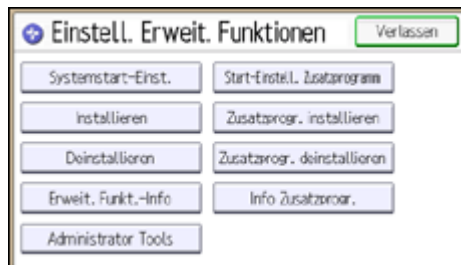 Einstell. Erweit. Funktionen
Verlassen
Systemstart-Einst.
Start-Einstell. Zusatzprogramm
Installieren
Zusatzprogr. installieren
Deinstallieren
Zusatzprogr. deinstallieren
Erweit. Funkt.-Info
Info Zusatzprogr.
Administrator Tools